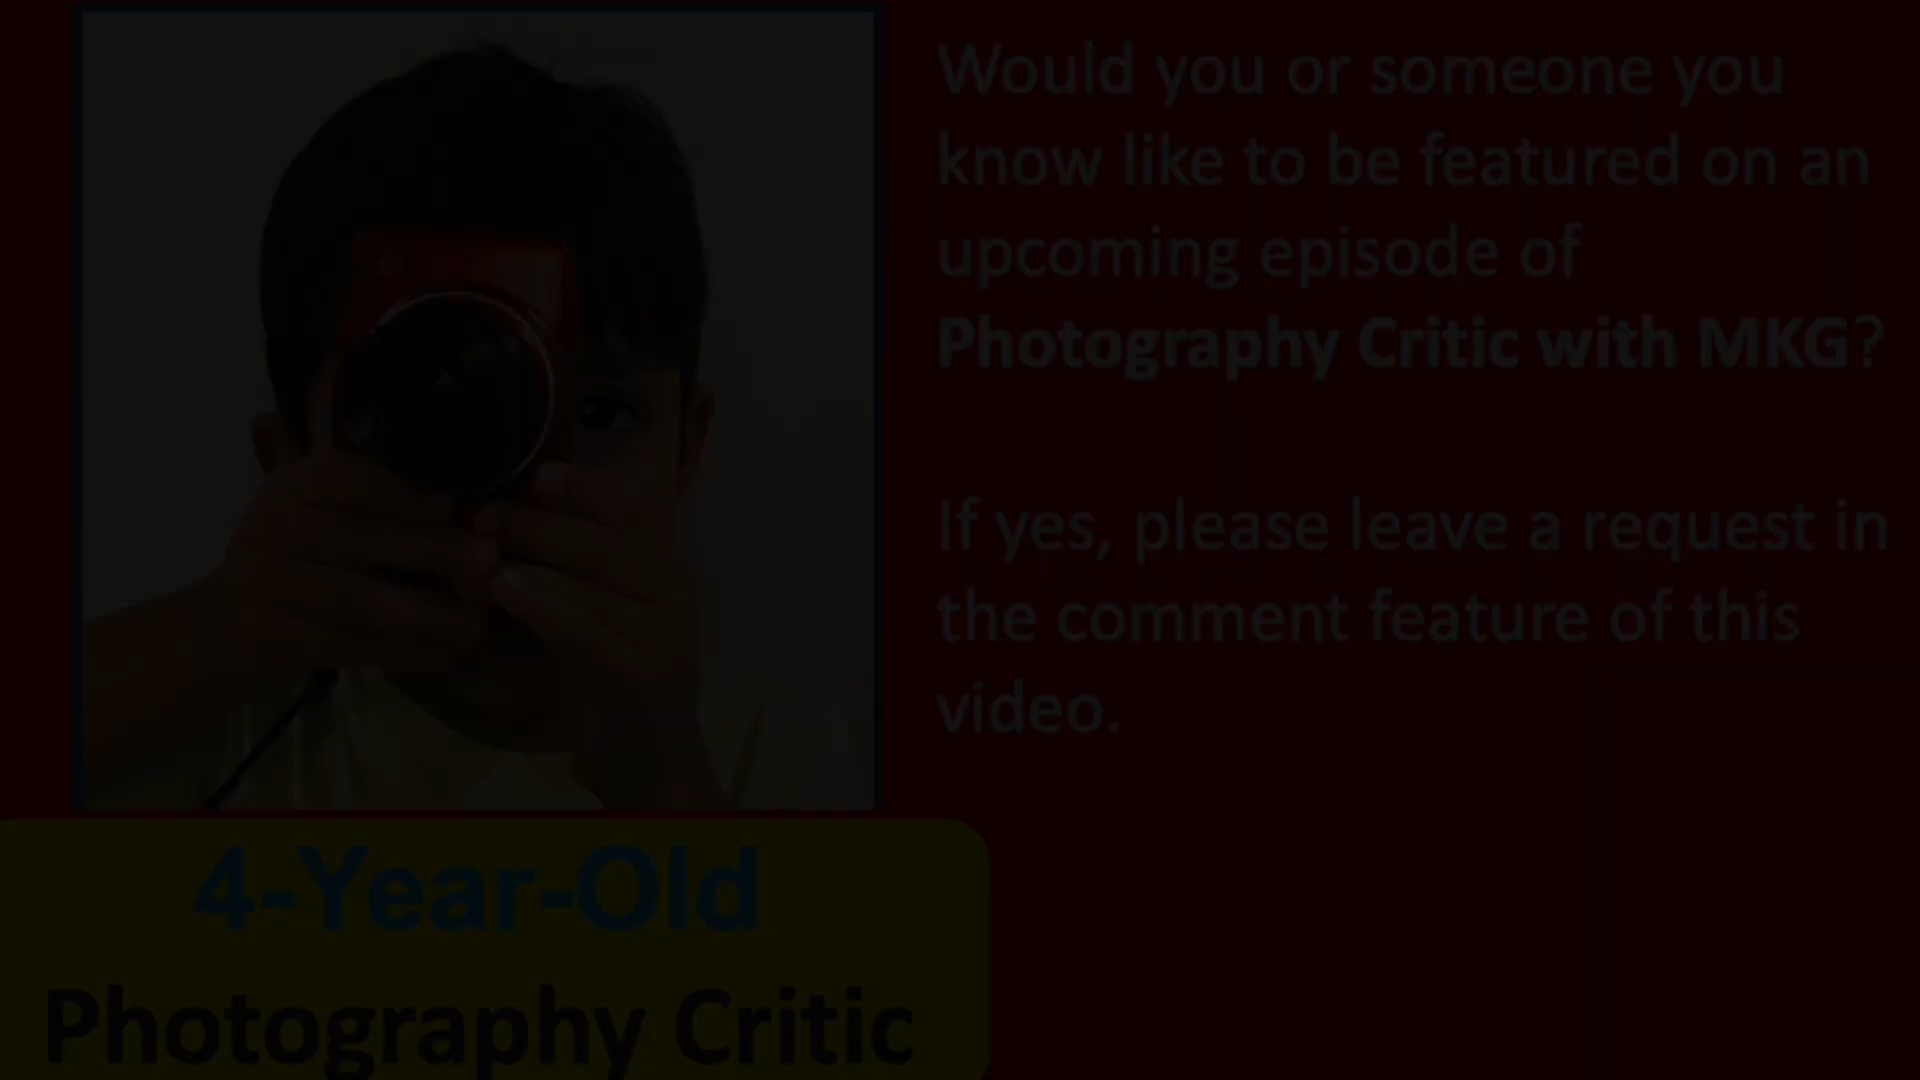 Would you or someone you
know like to be featured on an
upcoming episode of
Photography Critic with MKG?
If yes, please leave a request in
the comment feature of this
video.
4-Year-Old
Photography Critic